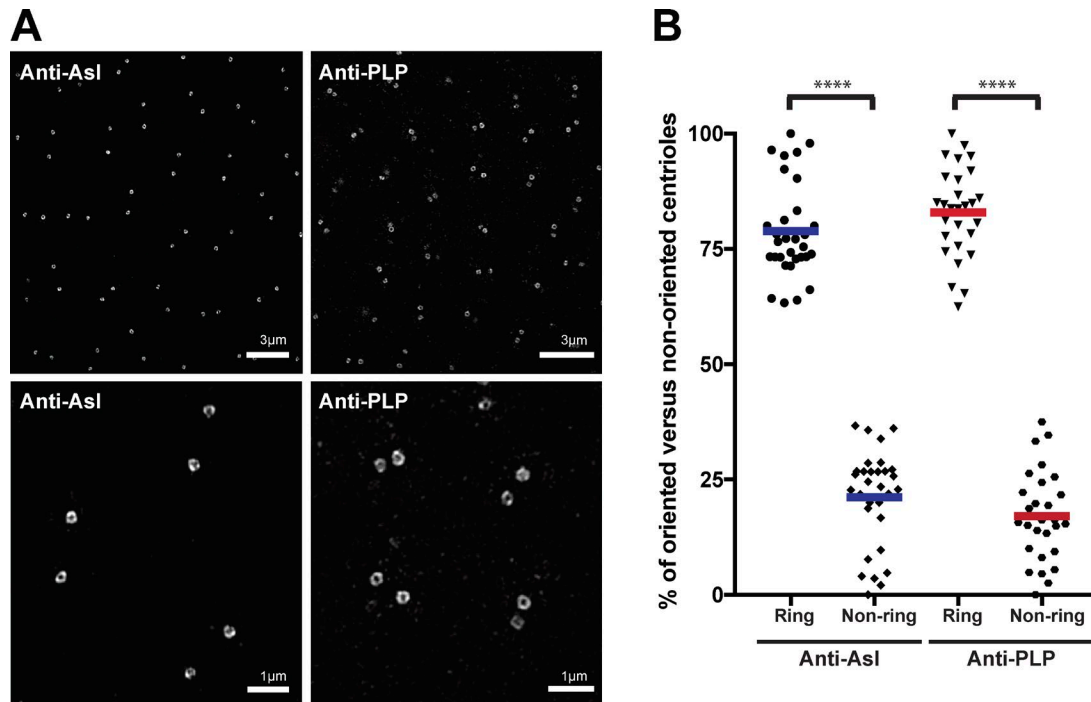 A
B
Anti-Asl
Anti-PLP
3µm
3µm
Anti-Asl
Anti-PLP
1µm
1µm
% of oriented versus non-oriented centrioles
****
****
100
75
50
25
0
Ring
Non-ring
Ring
Non-ring
Anti-Asl
Anti-PLP